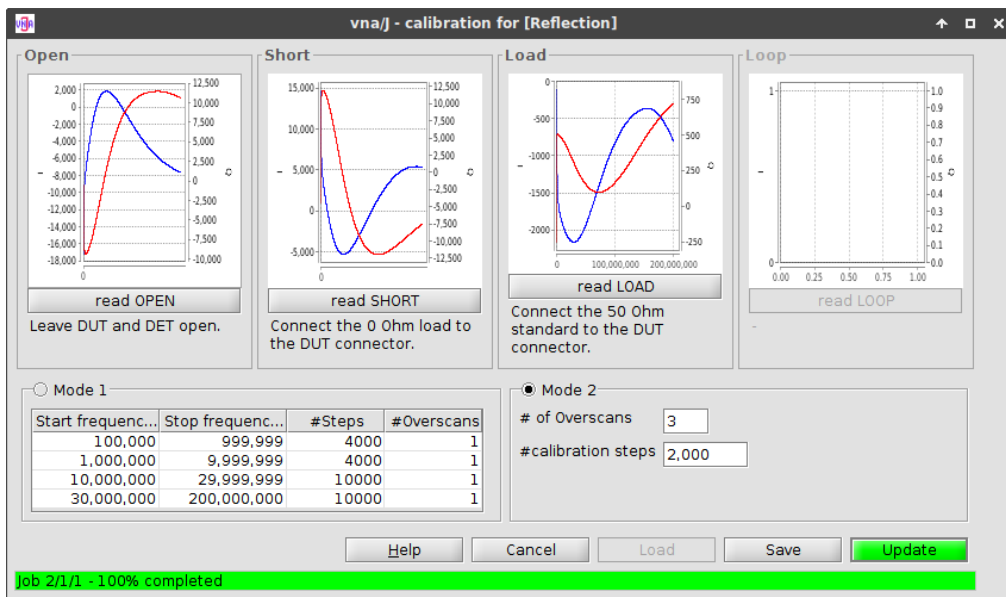 vna/J - calibration for [Reflection]
Open
2,000
0
-2,000
-4,000
-6,000
-8,000
-10,000
-12,000
-14,000
-16,000
-18,000
12,500
10,000
7,500
5,000
2,500
0
-2,500
-5,000
-7,500
-10,000
0
read OPEN
Leave DUT and DET open.
Short
15,000
10,000
5,000
0
-5,000
12,500
10,000
7,500
5,000
2,500
0
-2,500
-5,000
-7,500
-10,000
-12,500
0
read SHORT
Connect the 0 Ohm load to
the DUT connector.
Load
0
-500
-1000
-1500
-2000
750
500
250
0
-250
0 100,000,000 200,000,000
read LOAD
Connect the 50 Ohm
standard to the DUT
connector.
Loop
1
0
1.0
0.9
0.8
0.7
0.6
0.5
0.4
0.3
0.2
0.1
0.0
0.00 0.25 0.50 0.75 1.00
read LOOP
-
Mode 1
Start frequenc... Stop frequenc... #Steps #Overscans
100,000 999,999 4000 1
1,000,000 9,999,999 4000 1
10,000,000 29,999,999 10000 1
30,000,000 200,000,000 10000 1
Mode 2
# of Overscans 3
#calibration steps 2,000
Help Cancel Load Save Update
Job 2/1/1 - 100% completed